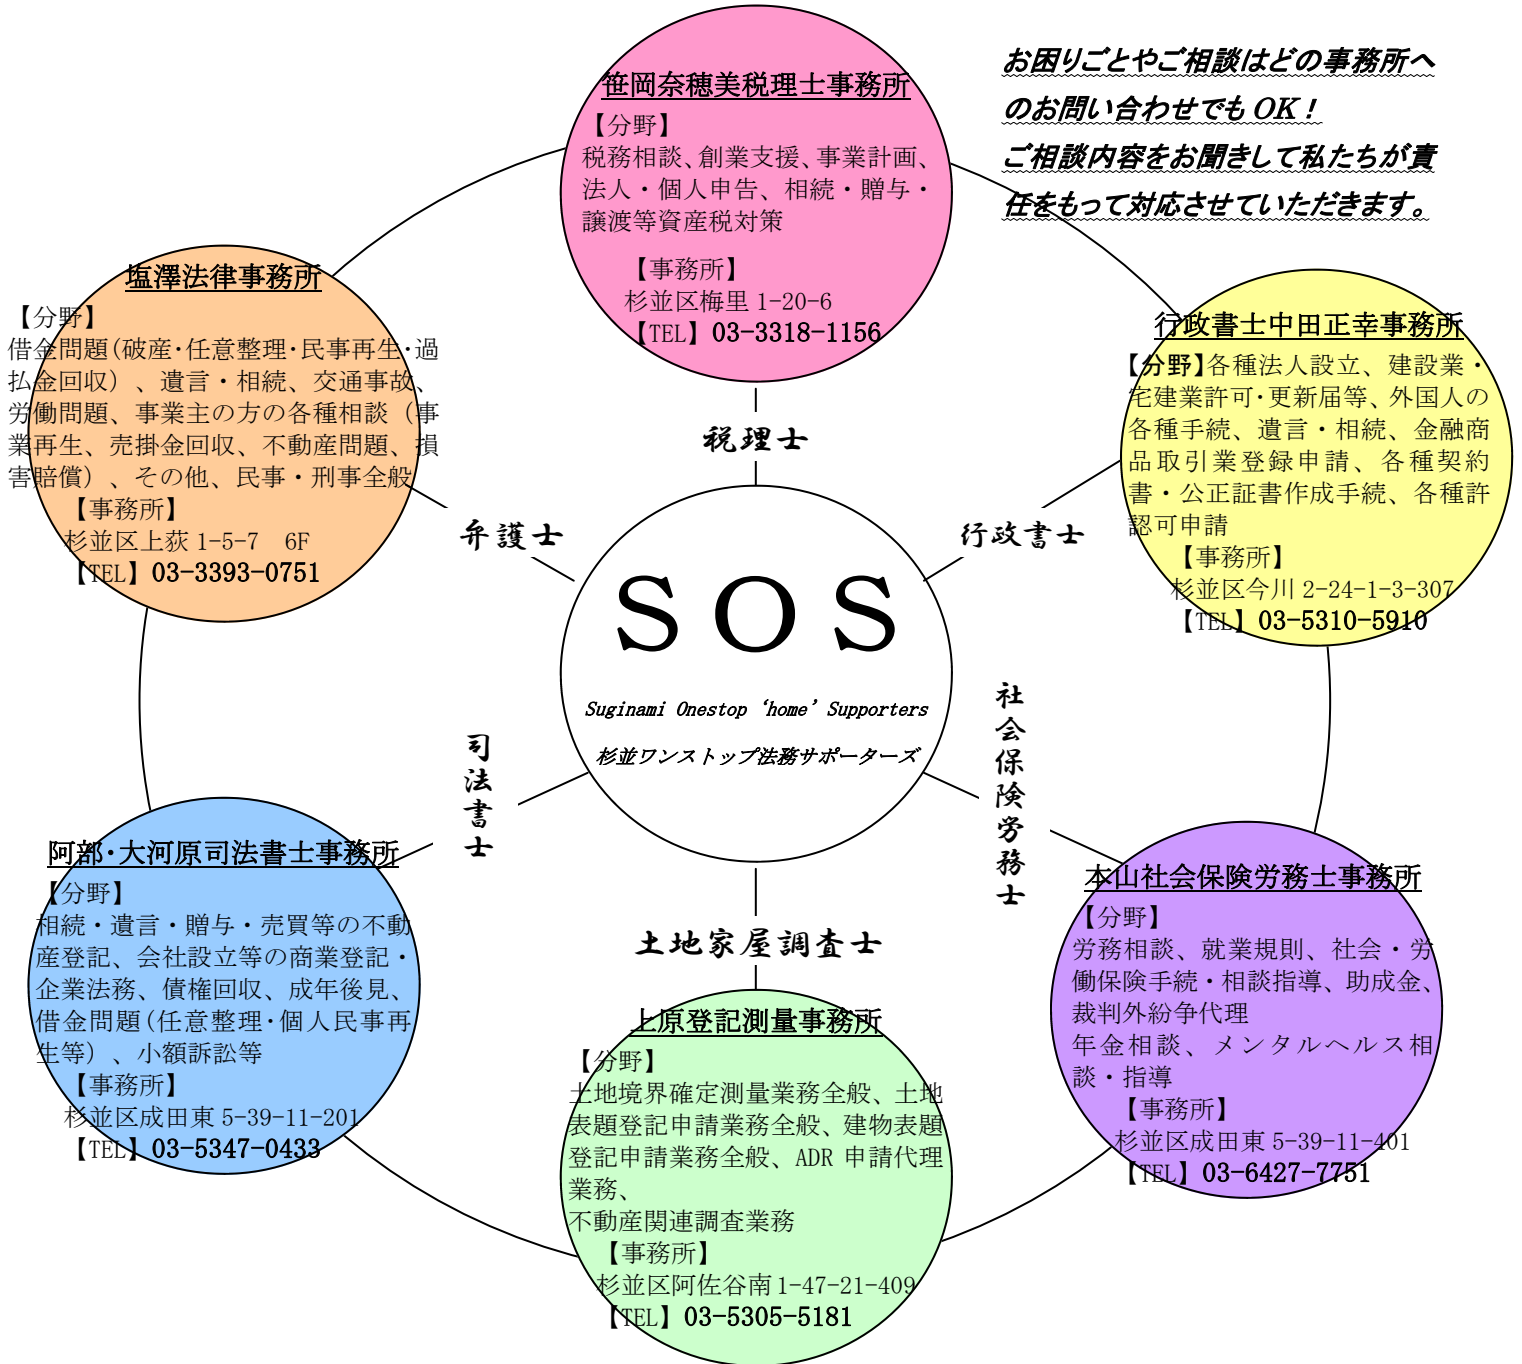 お困りごとやご相談はどの事務所へ
のお問い合わせでも OK！
ご相談内容をお聞きして私たちが責
任をもって対応させていただきます。
笹岡奈穂美税理士事務所
【分野】
税務相談、創業支援、事業計画、
法人・個人申告、相続・贈与・
譲渡等資産税対策
【事務所】
杉並区梅里 1-20-6
【TEL】03-3318-1156
塩澤法律事務所
【分野】
借金問題(破産・任意整理・民事再生・過
払金回収）、遺言・相続、交通事故、
労働問題、事業主の方の各種相談（事
業再生、売掛金回収、不動産問題、損
害賠償）、その他、民事・刑事全般
【事務所】
杉並区上荻 1-5-7　6F
【TEL】03-3393-0751
行政書士中田正幸事務所
【分野】各種法人設立、建設業・
宅建業許可・更新届等、外国人の
各種手続、遺言・相続、金融商
品取引業登録申請、各種契約
書・公正証書作成手続、各種許
認可申請
【事務所】
杉並区今川 2-24-1-3-307
【TEL】03-5310-5910
税理士
弁護士
行政書士
ＳＯＳ
Suginami Onestop ‘home’ Supporters
杉並ワンストップ法務サポーターズ
司法書士
社会保険労務士
土地家屋調査士
阿部・大河原司法書士事務所
【分野】
相続・遺言・贈与・売買等の不動
産登記、会社設立等の商業登記・
企業法務、債権回収、成年後見、
借金問題(任意整理・個人民事再
生等）、小額訴訟等
【事務所】
杉並区成田東 5-39-11-201
【TEL】03-5347-0433
上原登記測量事務所
【分野】
土地境界確定測量業務全般、土地
表題登記申請業務全般、建物表題
登記申請業務全般、ADR 申請代理
業務、
不動産関連調査業務
【事務所】
杉並区阿佐谷南 1-47-21-409
【TEL】03-5305-5181
本山社会保険労務士事務所
【分野】
労務相談、就業規則、社会・労
働保険手続・相談指導、助成金、
裁判外紛争代理
年金相談、メンタルヘルス相
談・指導
【事務所】
杉並区成田東 5-39-11-401
【TEL】03-6427-7751